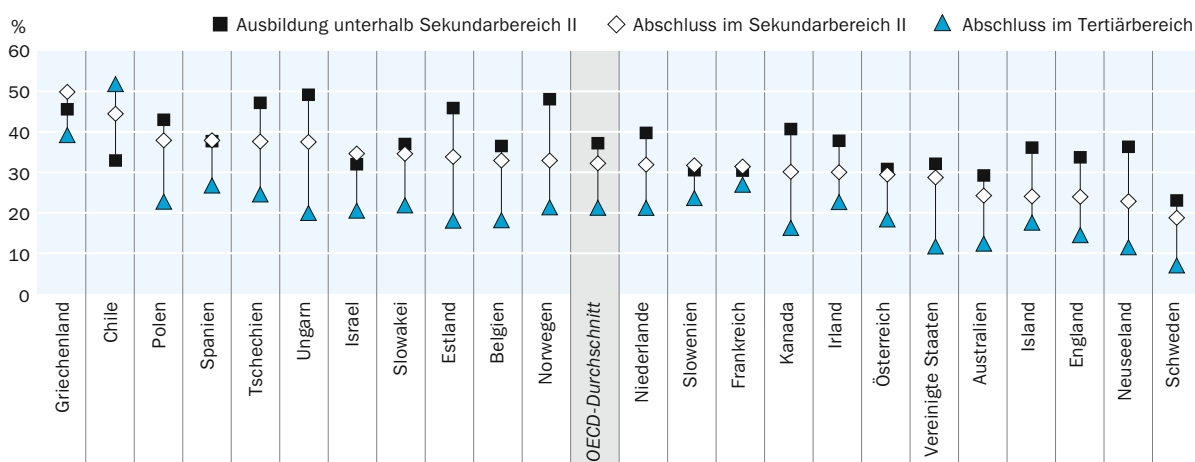 %
Ausbildung unterhalb Sekundarbereich II
Abschluss im Sekundarbereich II
Abschluss im Tertiärbereich
60
50
40
30
20
10
0
Griechenland
Chile
Polen
Spanien
Tschechien
Ungarn
Israel
Slowakei
Estland
Belgien
Norwegen
OECD-Durchschnitt
Niederlande
Slowenien
Frankreich
Kanada
Irland
Österreich
Vereinigte Staaten
Australien
Island
England
Neuseeland
Schweden